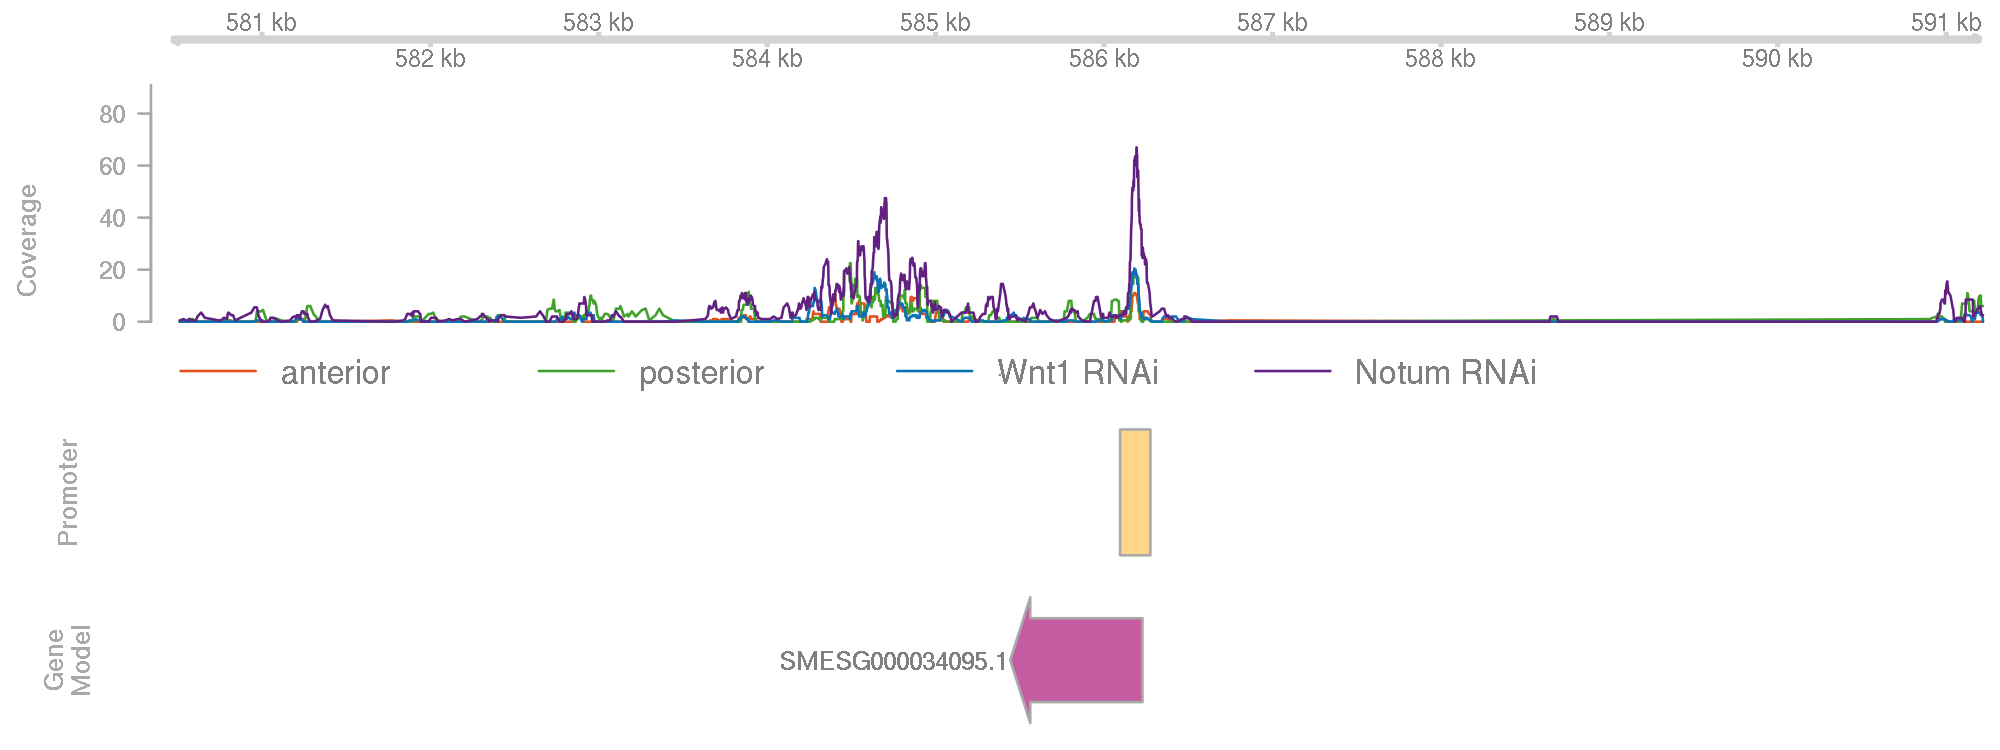 581 kb 583 kb 585 kb 587 kb 589 kb 591 kb
582 kb 584 kb 586 kb 588 kb 590 kb
Coverage
80
60
40
20
0
anterior posterior Wnt1 RNAi Notum RNAi
Promoter
Gene
Model
SMESG000034095.1